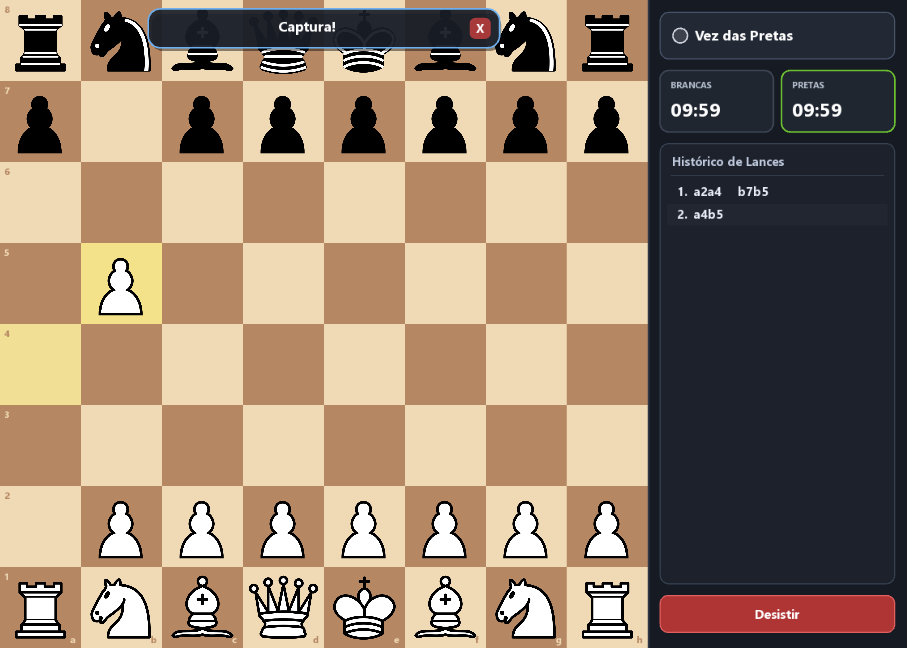 Captura!
X
Vez das Pretas
BRANCAS
09:59
PRETAS
09:59
Histórico de Lances
1. a2a4 b7b5
2. a4b5
Desistir
8
7
6
5
4
3
2
1
a
b
c
d
e
f
g
h